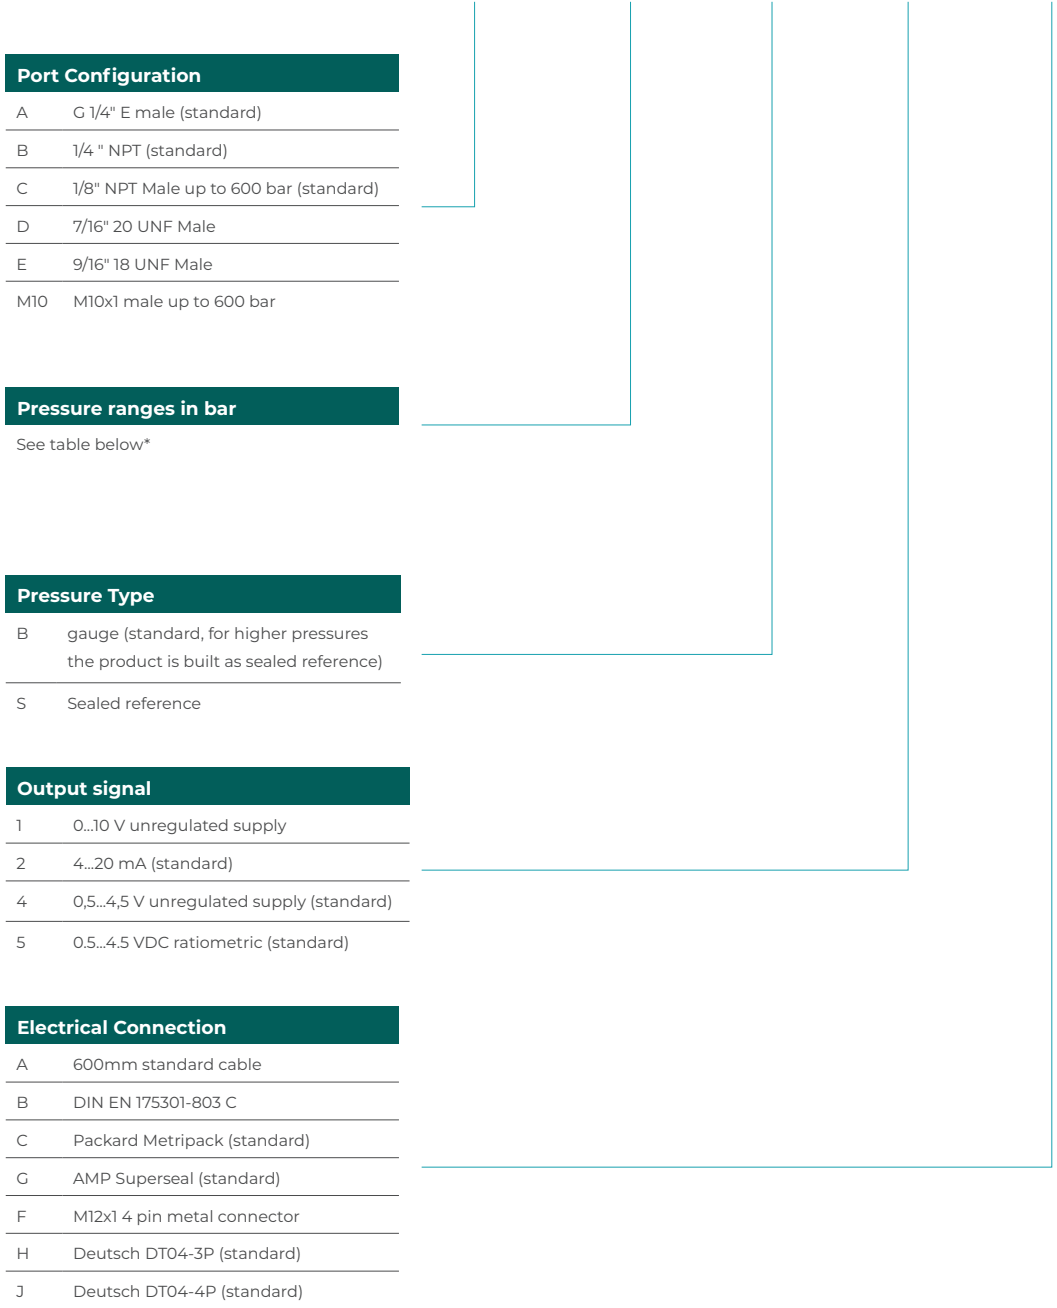 Port Configuration
A G 1/4" E male (standard)
B 1/4 " NPT (standard)
C 1/8" NPT Male up to 600 bar (standard)
D 7/16" 20 UNF Male
E 9/16" 18 UNF Male
M10 M10x1 male up to 600 bar
Pressure ranges in bar
See table below*
Pressure Type
B gauge (standard, for higher pressures
the product is built as sealed reference)
S Sealed reference
Output signal
1 0...10 V unregulated supply
2 4...20 mA (standard)
4 0,5...4,5 V unregulated supply (standard)
5 0.5...4.5 VDC ratiometric (standard)
Electrical Connection
A 600mm standard cable
B DIN EN 175301-803 C
C Packard Metripack (standard)
G AMP Superseal (standard)
F M12x1 4 pin metal connector
H Deutsch DT04-3P (standard)
J Deutsch DT04-4P (standard)